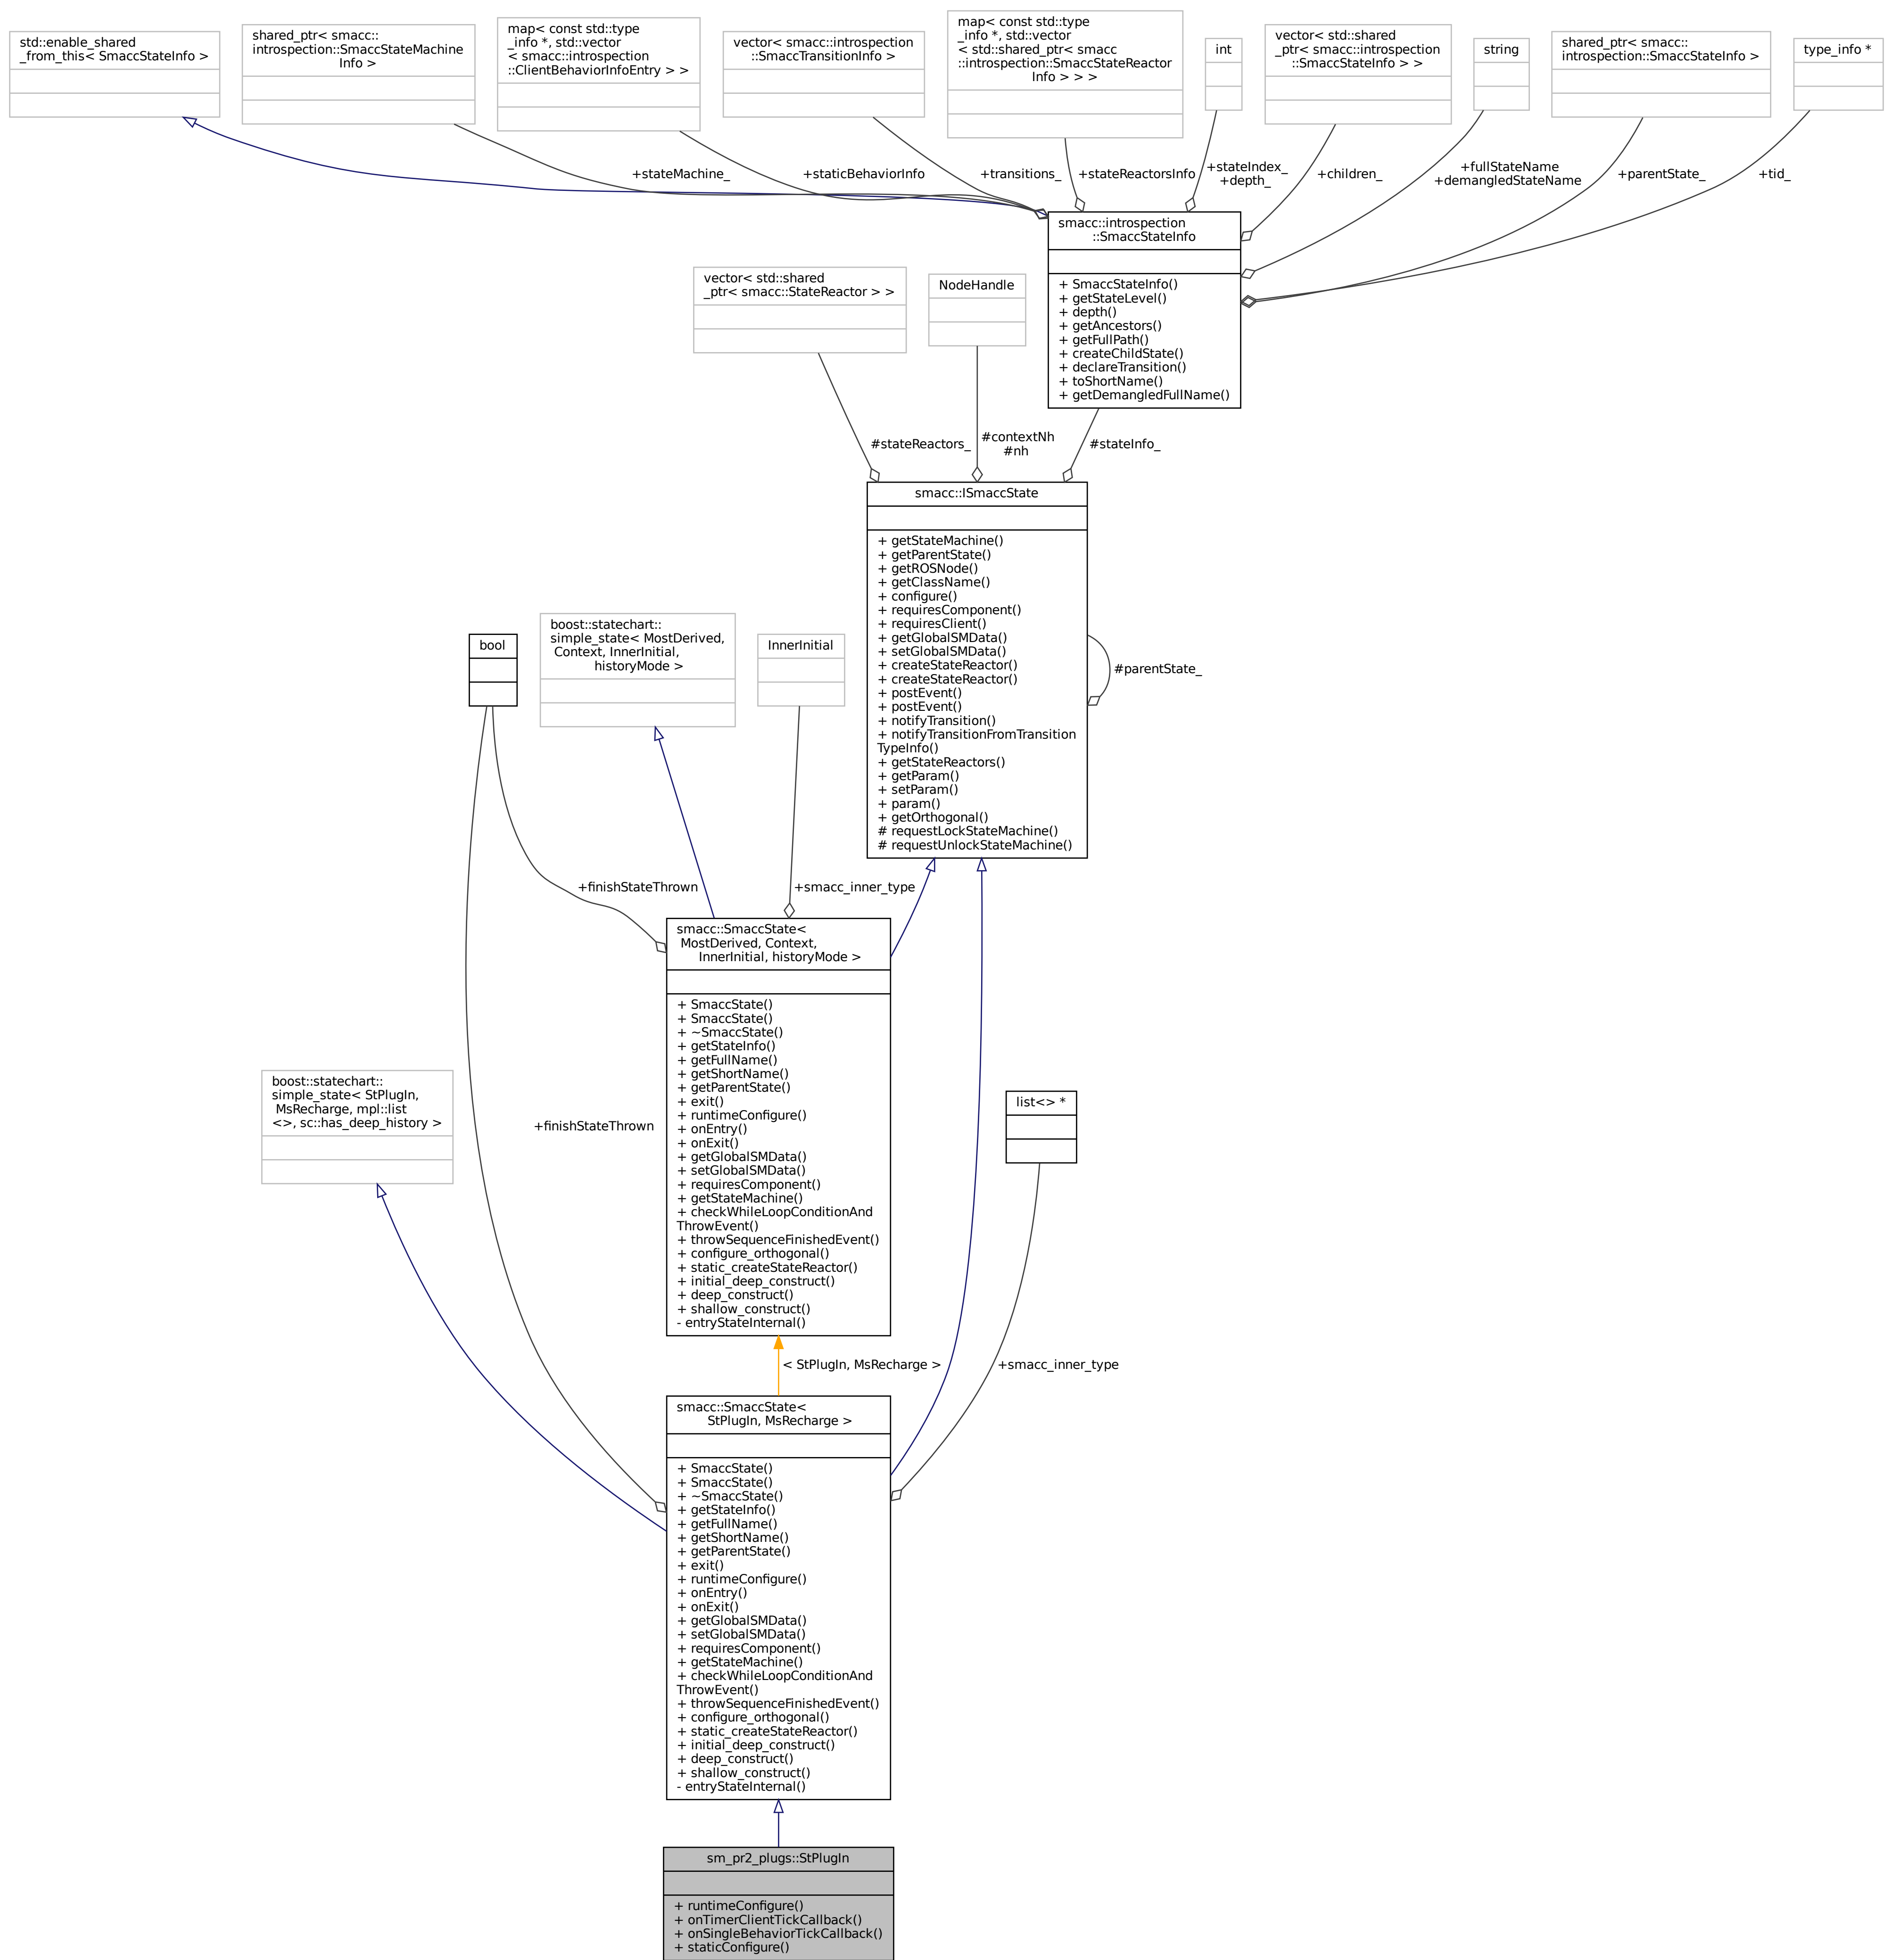 std::enable_shared
_from_this< SmaccStateInfo >
shared_ptr< smacc::
introspection::SmaccStateMachine
Info >
map< const std::type
_info *, std::vector
< smacc::introspection
::ClientBehaviorInfoEntry > >
vector< smacc::introspection
::SmaccTransitionInfo >
map< const std::type
_info *, std::vector
< std::shared_ptr< smacc
::introspection::SmaccStateReactor
Info > > >
int
vector< std::shared
_ptr< smacc::introspection
::SmaccStateInfo > >
string
shared_ptr< smacc::
introspection::SmaccStateInfo >
type_info *
+stateMachine_
+staticBehaviorInfo
+transitions_
+stateReactorsInfo
+stateIndex_
+depth_
+children_
+fullStateName
+demangledStateName
+parentState_
+tid_
smacc::introspection
::SmaccStateInfo
+ SmaccStateInfo()
+ getStateLevel()
+ depth()
+ getAncestors()
+ getFullPath()
+ createChildState()
+ declareTransition()
+ toShortName()
+ getDemangledFullName()
vector< std::shared
_ptr< smacc::StateReactor > >
NodeHandle
#stateReactors_
#contextNh
#nh
#stateInfo_
smacc::ISmaccState
+ getStateMachine()
+ getParentState()
+ getROSNode()
+ getClassName()
+ configure()
+ requiresComponent()
+ requiresClient()
+ getGlobalSMData()
+ setGlobalSMData()
+ createStateReactor()
+ createStateReactor()
+ postEvent()
+ postEvent()
+ notifyTransition()
+ notifyTransitionFromTransition
TypeInfo()
+ getStateReactors()
+ getParam()
+ setParam()
+ param()
+ getOrthogonal()
# requestLockStateMachine()
# requestUnlockStateMachine()
#parentState_
bool
boost::statechart::
simple_state< MostDerived,
Context, InnerInitial,
historyMode >
InnerInitial
+finishStateThrown
+smacc_inner_type
smacc::SmaccState<
MostDerived, Context,
InnerInitial, historyMode >
+ SmaccState()
+ SmaccState()
+ ~SmaccState()
+ getStateInfo()
+ getFullName()
+ getShortName()
+ getParentState()
+ exit()
+ runtimeConfigure()
+ onEntry()
+ onExit()
+ getGlobalSMData()
+ setGlobalSMData()
+ requiresComponent()
+ getStateMachine()
+ checkWhileLoopConditionAnd
ThrowEvent()
+ throwSequenceFinishedEvent()
+ configure_orthogonal()
+ static_createStateReactor()
+ initial_deep_construct()
+ deep_construct()
+ shallow_construct()
- entryStateInternal()
boost::statechart::
simple_state< StPlugIn,
MsRecharge, mpl::list
<>, sc::has_deep_history >
+finishStateThrown
list<> *
< StPlugIn, MsRecharge >
+smacc_inner_type
smacc::SmaccState<
StPlugIn, MsRecharge >
+ SmaccState()
+ SmaccState()
+ ~SmaccState()
+ getStateInfo()
+ getFullName()
+ getShortName()
+ getParentState()
+ exit()
+ runtimeConfigure()
+ onEntry()
+ onExit()
+ getGlobalSMData()
+ setGlobalSMData()
+ requiresComponent()
+ getStateMachine()
+ checkWhileLoopConditionAnd
ThrowEvent()
+ throwSequenceFinishedEvent()
+ configure_orthogonal()
+ static_createStateReactor()
+ initial_deep_construct()
+ deep_construct()
+ shallow_construct()
- entryStateInternal()
sm_pr2_plugs::StPlugIn
+ runtimeConfigure()
+ onTimerClientTickCallback()
+ onSingleBehaviorTickCallback()
+ staticConfigure()